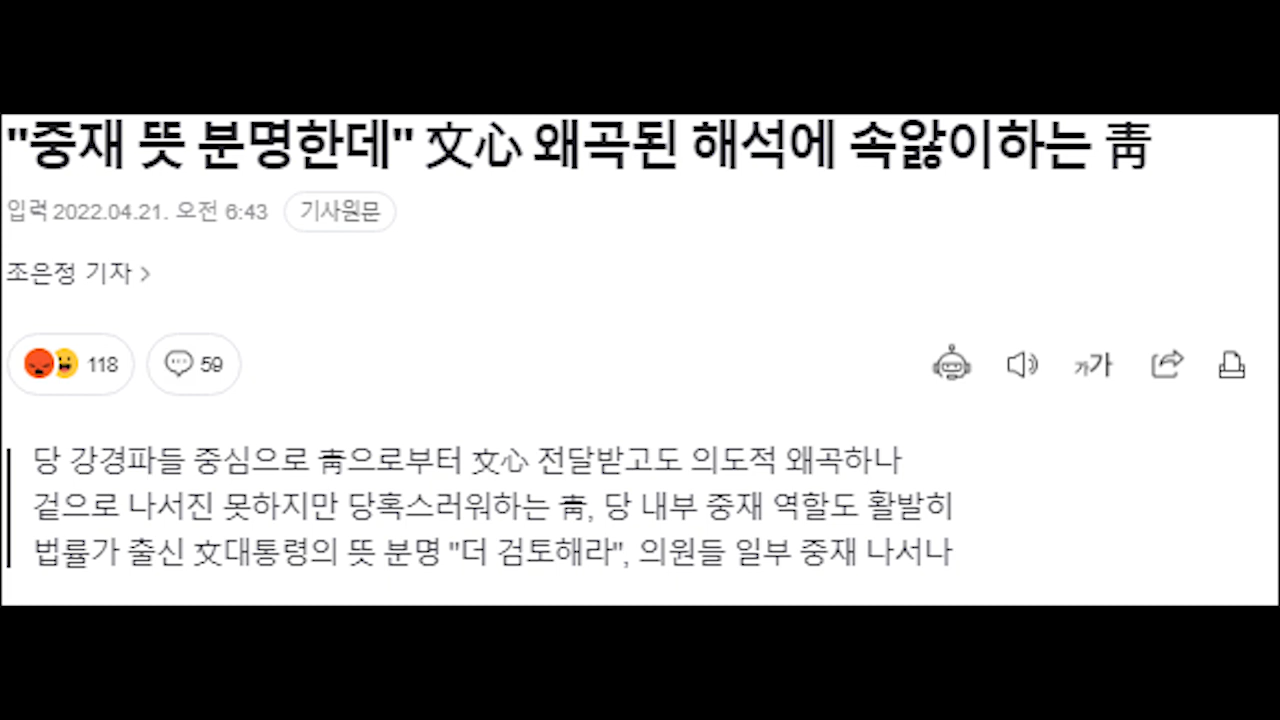 "중재 뜻 분명한데" 文心 왜곡된 해석에 속앓이하는 靑
입력 2022.04.21. 오전 6:43 기사원문
조은정 기자 >
118 59 가가
당 강경파들 중심으로 靑으로부터 文心 전달받고도 의도적 왜곡하나
겉으로 나서진 못하지만 당혹스러워하는 靑, 당 내부 중재 역할도 활발히
법률가 출신 文대통령의 뜻 분명 "더 검토해라", 의원들 일부 중재 나서나